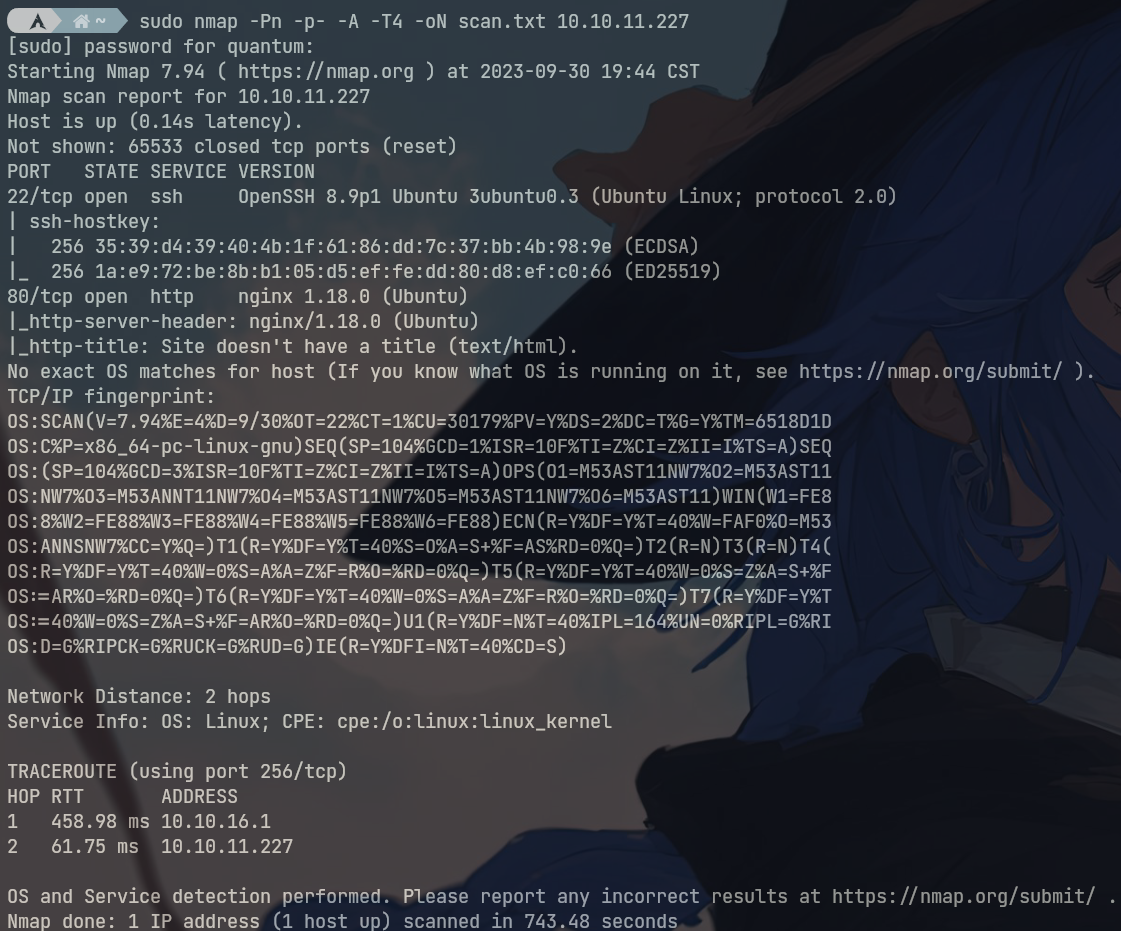 ~ sudo nmap -Pn -p- -A -T4 -oN scan.txt 10.10.11.227
[sudo] password for quantum:
Starting Nmap 7.94 ( https://nmap.org ) at 2023-09-30 19:44 CST
Nmap scan report for 10.10.11.227
Host is up (0.14s latency).
Not shown: 65533 closed tcp ports (reset)
PORT   STATE SERVICE VERSION
22/tcp open  ssh     OpenSSH 8.9p1 Ubuntu 3ubuntu0.3 (Ubuntu Linux; protocol 2.0)
| ssh-hostkey:
|   256 35:39:d4:39:40:4b:1f:61:86:dd:7c:37:bb:4b:98:9e (ECDSA)
|_  256 1a:e9:72:be:8b:b1:05:d5:ef:fe:dd:80:d8:ef:c0:66 (ED25519)
80/tcp open  http    nginx 1.18.0 (Ubuntu)
|_http-server-header: nginx/1.18.0 (Ubuntu)
|_http-title: Site doesn't have a title (text/html).
No exact OS matches for host (If you know what OS is running on it, see https://nmap.org/submit/ ).
TCP/IP fingerprint:
OS:SCAN(V=7.94%E=4%D=9/30%OT=22%CT=1%CU=30179%PV=Y%DS=2%DC=T%G=Y%TM=6518D1D
OS:C%P=x86_64-pc-linux-gnu)SEQ(SP=104%GCD=1%ISR=10F%TI=Z%CI=Z%II=I%TS=A)SEQ
OS:(SP=104%GCD=3%ISR=10F%TI=Z%CI=Z%II=I%TS=A)OPS(O1=M53AST11NW7%O2=M53AST11
OS:NW7%O3=M53ANNT11NW7%O4=M53AST11NW7%O5=M53AST11NW7%O6=M53AST11)WIN(W1=FE8
OS:8%W2=FE88%W3=FE88%W4=FE88%W5=FE88%W6=FE88)ECN(R=Y%DF=Y%T=40%W=FAF0%O=M53
OS:ANNSNW7%CC=Y%Q=)T1(R=Y%DF=Y%T=40%S=O%A=S+%F=AS%RD=0%Q=)T2(R=N)T3(R=N)T4(
OS:R=Y%DF=Y%T=40%W=0%S=A%A=Z%F=R%O=%RD=0%Q=)T5(R=Y%DF=Y%T=40%W=0%S=Z%A=S+%F
OS:=AR%O=%RD=0%Q=)T6(R=Y%DF=Y%T=40%W=0%S=A%A=Z%F=R%O=%RD=0%Q=)T7(R=Y%DF=Y%T
OS:=40%W=0%S=Z%A=S+%F=AR%O=%RD=0%Q=)U1(R=Y%DF=N%T=40%IPL=164%UN=0%RIPL=G%RI
OS:D=G%RIPCK=G%RUCK=G%RUD=G)IE(R=Y%DFI=N%T=40%CD=S)
Network Distance: 2 hops
Service Info: OS: Linux; CPE: cpe:/o:linux:linux_kernel
TRACEROUTE (using port 256/tcp)
HOP RTT       ADDRESS
1   458.98 ms 10.10.16.1
2   61.75 ms  10.10.11.227
OS and Service detection performed. Please report any incorrect results at https://nmap.org/submit/ .
Nmap done: 1 IP address (1 host up) scanned in 743.48 seconds